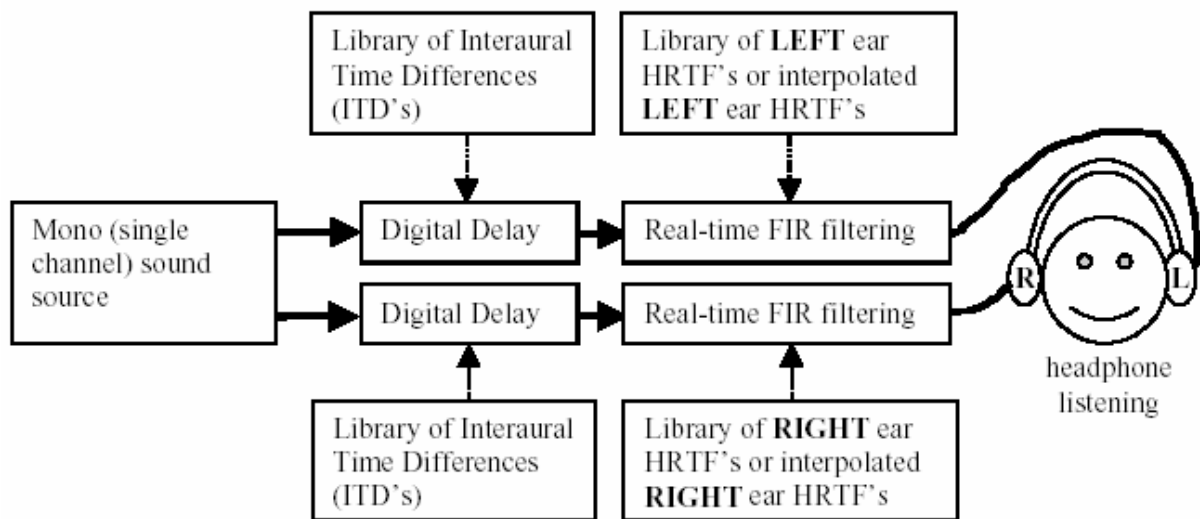 Library of Interaural
Time Differences
(ITD's)
Library of LEFT ear
HRTF's or interpolated
LEFT ear HRTF's
Mono (single
channel) sound
source
Digital Delay
Real-time FIR filtering
Digital Delay
Real-time FIR filtering
R
L
headphone
listening
Library of Interaural
Time Differences
(ITD's)
Library of RIGHT ear
HRTF's or interpolated
RIGHT ear HRTF's